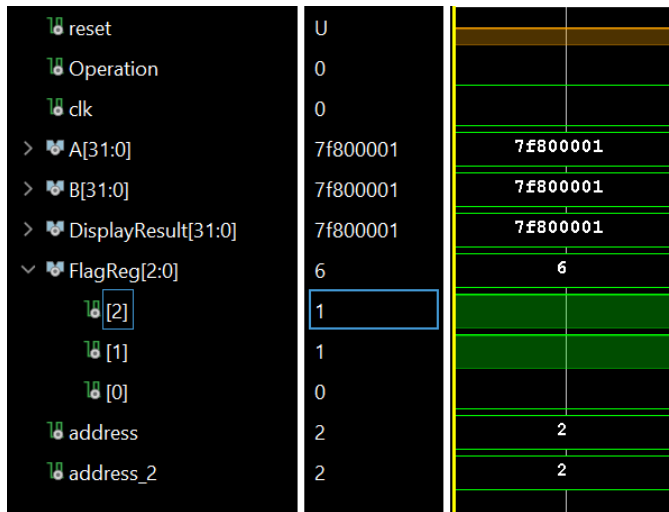 reset U
Operation 0
clk 0
A[31:0] 7f800001 7f800001
B[31:0] 7f800001 7f800001
DisplayResult[31:0] 7f800001 7f800001
FlagReg[2:0] 6 6
[2] 1
[1] 1
[0] 0
address 2 2
address_2 2 2